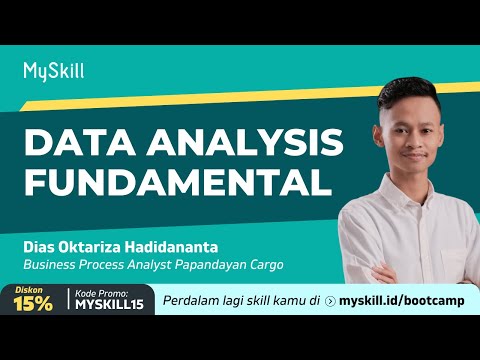 MySkill
DATA ANALYSIS
FUNDAMENTAL
Dias Oktariza Hadidananta
Business Process Analyst Papandayan Cargo
Diskon
15%
Kode Promo:
MYSKILL15
Perdalam lagi skill kamu di myskill.id/bootcamp